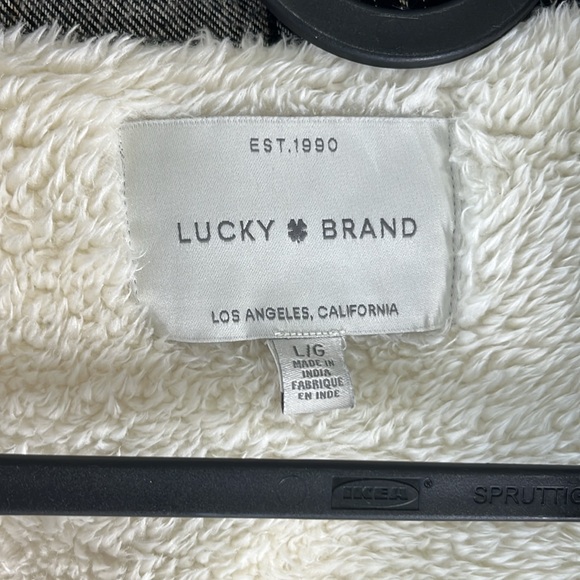 EST.1990
LUCKY BRAND
LOS ANGELES, CALIFORNIA
L/G
MADE IN
INDIA
FABRIQUE
EN INDE
IKEA® SPRUTTIG